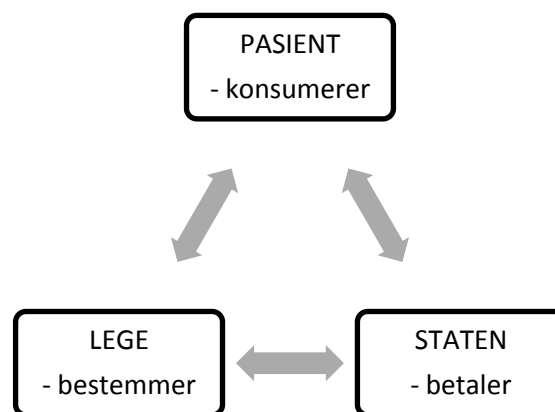 PASIENT
- konsumerer
LEGE
- bestemmer
STATEN
- betaler